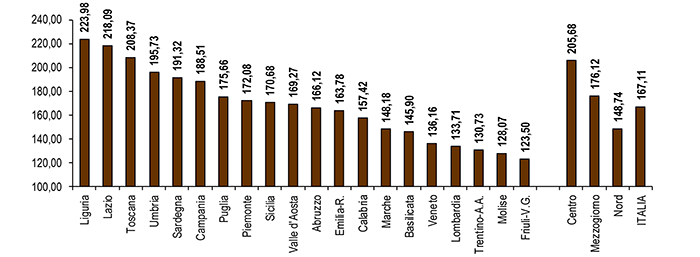 240,00
220,00
200,00
180,00
160,00
140,00
120,00
100,00
223,98
218,09
208,37
195,73
191,32
188,51
175,66
172,08
170,68
169,27
166,12
163,78
157,42
148,18
145,90
136,16
133,71
130,73
128,07
123,50
205,68
176,12
148,74
167,11
Liguria
Lazio
Toscana
Umbria
Sardegna
Campania
Puglia
Piemonte
Sicilia
Valle d'Aosta
Abruzzo
Emilia-R.
Calabria
Marche
Basilicata
Veneto
Lombardia
Trentino-A.A.
Molise
Friuli-V.G.
Centro
Mezzogiorno
Nord
ITALIA